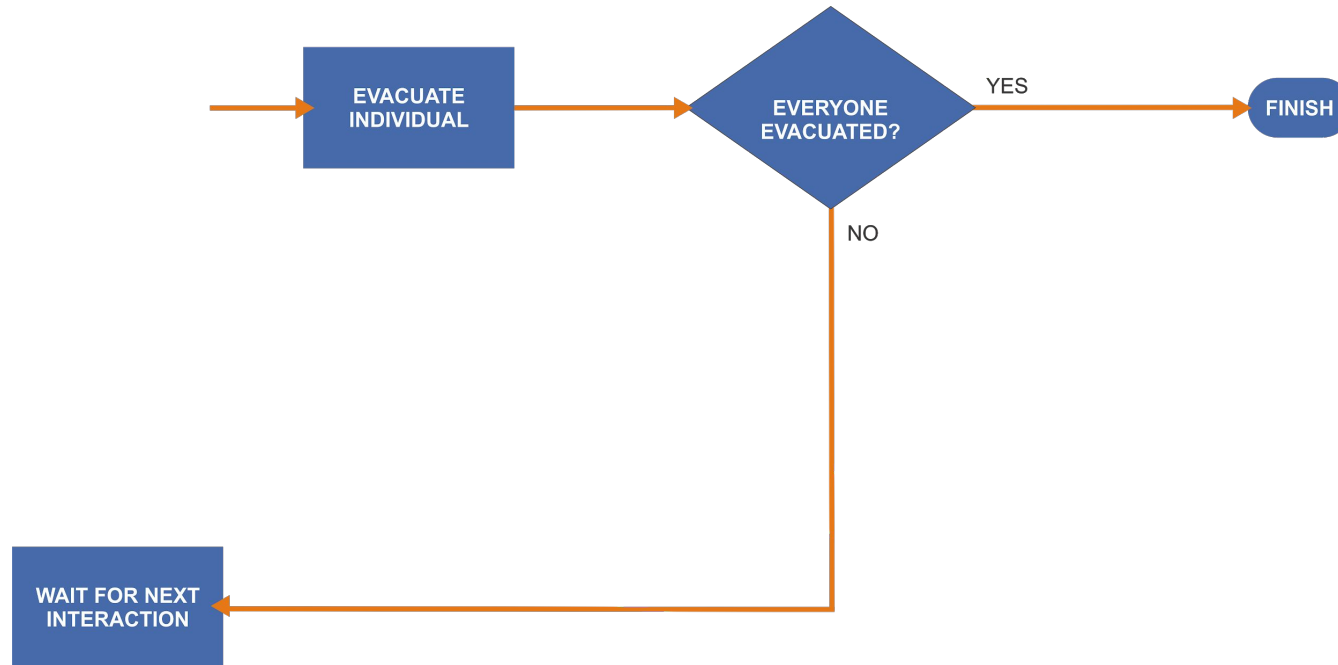 EVACUATE
INDIVIDUAL
EVERYONE
EVACUATED?
YES
FINISH
NO
WAIT FOR NEXT
INTERACTION